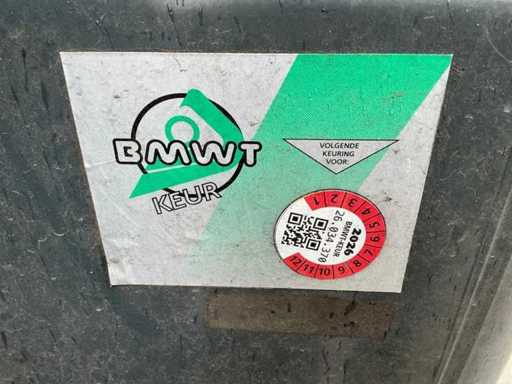 BMWT
KEUR
VOLGENDE
KEURING
VOOR:
1 2 3 4 5 6 7 8 9 10 11 12
2026
BMWT-KEUR
26.034.370